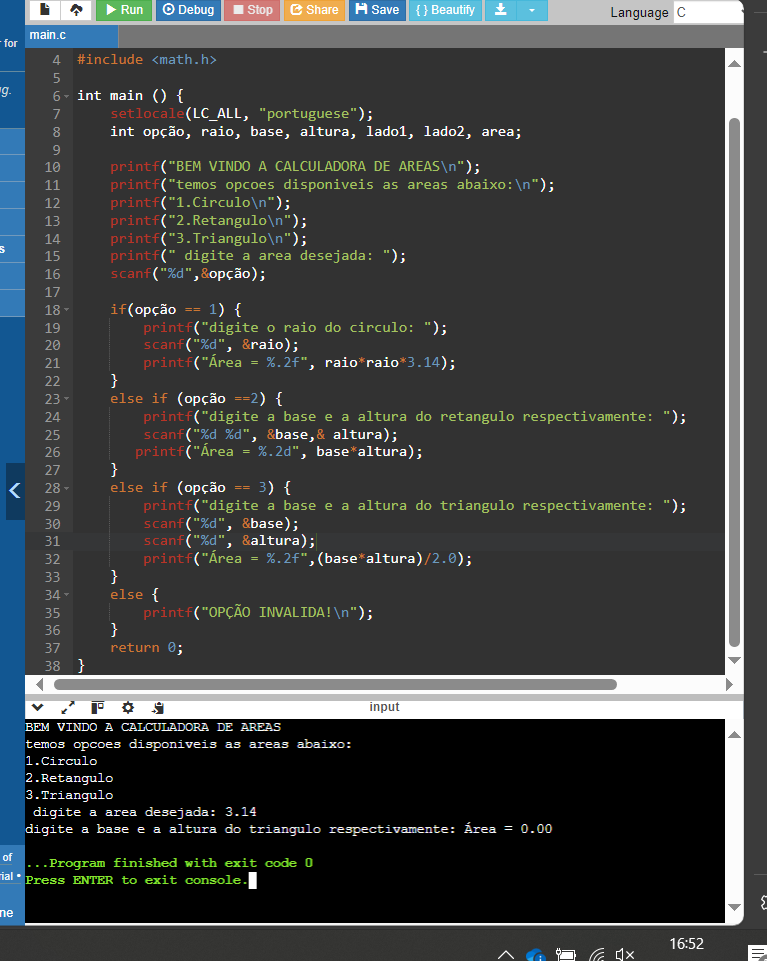 Run Debug Stop Share Save { } Beautify Language C
for
main.c
4 #include <math.h>
5
g.
6 int main () {
7 setlocale(LC_ALL, "portuguese");
8 int opção, raio, base, altura, lado1, lado2, area;
9
10 printf("BEM VINDO A CALCULADORA DE AREAS\n");
11 printf("temos opcoes disponiveis as areas abaixo:\n");
12 printf("1.Circulo\n");
13 printf("2.Retangulo\n");
14 printf("3.Triangulo\n");
s
15 printf(" digite a area desejada: ");
16 scanf("%d",&opção);
17
18 if(opção == 1) {
19 printf("digite o raio do circulo: ");
20 scanf("%d", &raio);
21 printf("Área = %.2f", raio*raio*3.14);
22 }
23 else if (opção ==2) {
24 printf("digite a base e a altura do retangulo respectivamente: ");
25 scanf("%d %d", &base,& altura);
26 printf("Área = %.2d", base*altura);
27 }
28 else if (opção == 3) {
29 printf("digite a base e a altura do triangulo respectivamente: ");
30 scanf("%d", &base);
31 scanf("%d", &altura);
32 printf("Área = %.2f",(base*altura)/2.0);
33 }
34 else {
35 printf("OPÇÃO INVALIDA!\n");
36 }
37 return 0;
38 }
input
BEM VINDO A CALCULADORA DE AREAS
temos opcoes disponiveis as areas abaixo:
1.Circulo
2.Retangulo
3.Triangulo
digite a area desejada: 3.14
digite a base e a altura do triangulo respectivamente: Área = 0.00
of
...Program finished with exit code 0
rial •
Press ENTER to exit console.
ne
16:52